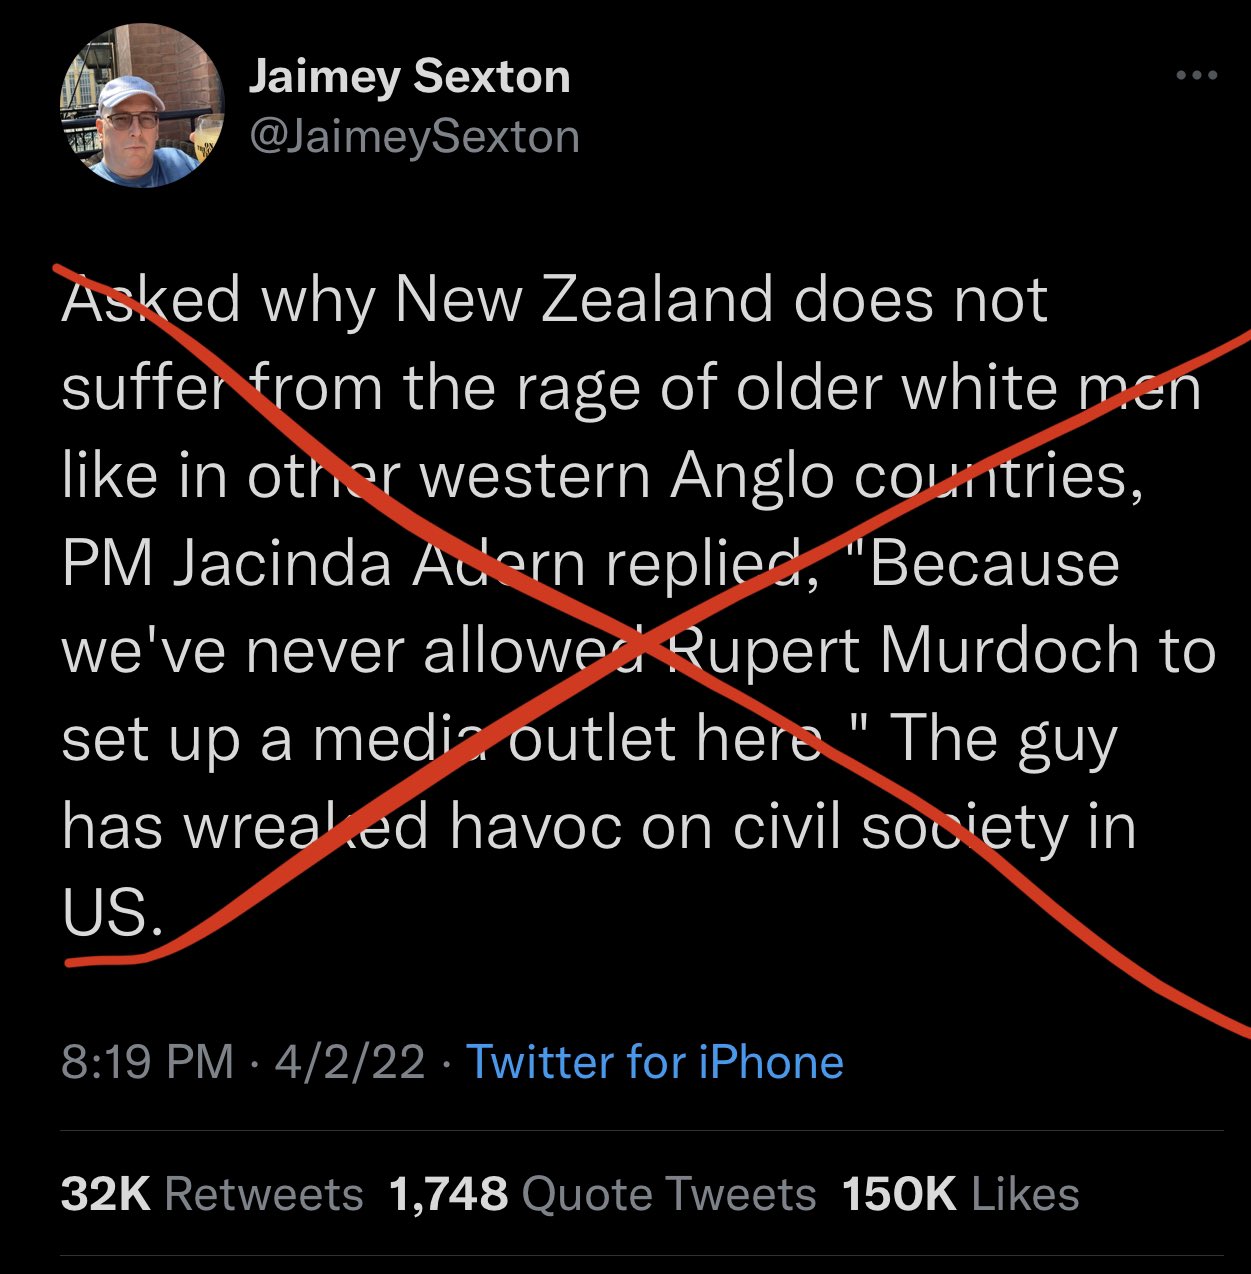 Jaimey Sexton
@JaimeySexton
Asked why New Zealand does not
suffer from the rage of older white men
like in other western Anglo countries,
PM Jacinda Adern replied, "Because
we've never allowed Rupert Murdoch to
set up a media outlet here." The guy
has wreaked havoc on civil society in
US.
8:19 PM · 4/2/22 · Twitter for iPhone
32K Retweets 1,748 Quote Tweets 150K Likes